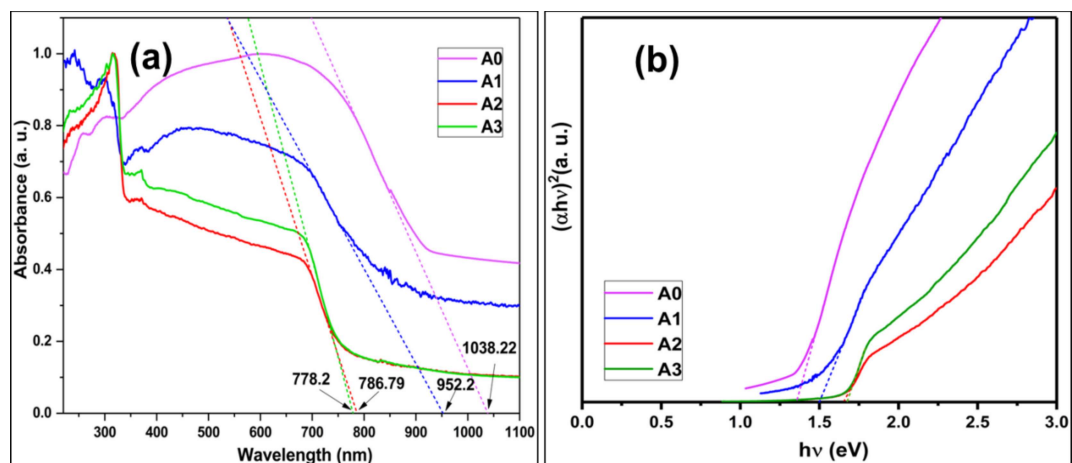 (a)
A0
A1
A2
A3
Absorbance (a. u.)
1.0
0.8
0.6
0.4
0.2
0.0
1038.22
778.2
786.79
952.2
300 400 500 600 700 800 900 1000 1100
Wavelength (nm)
(b)
(αhν)²(a. u.)
A0
A1
A2
A3
0.0 0.5 1.0 1.5 2.0 2.5 3.0
hν (eV)